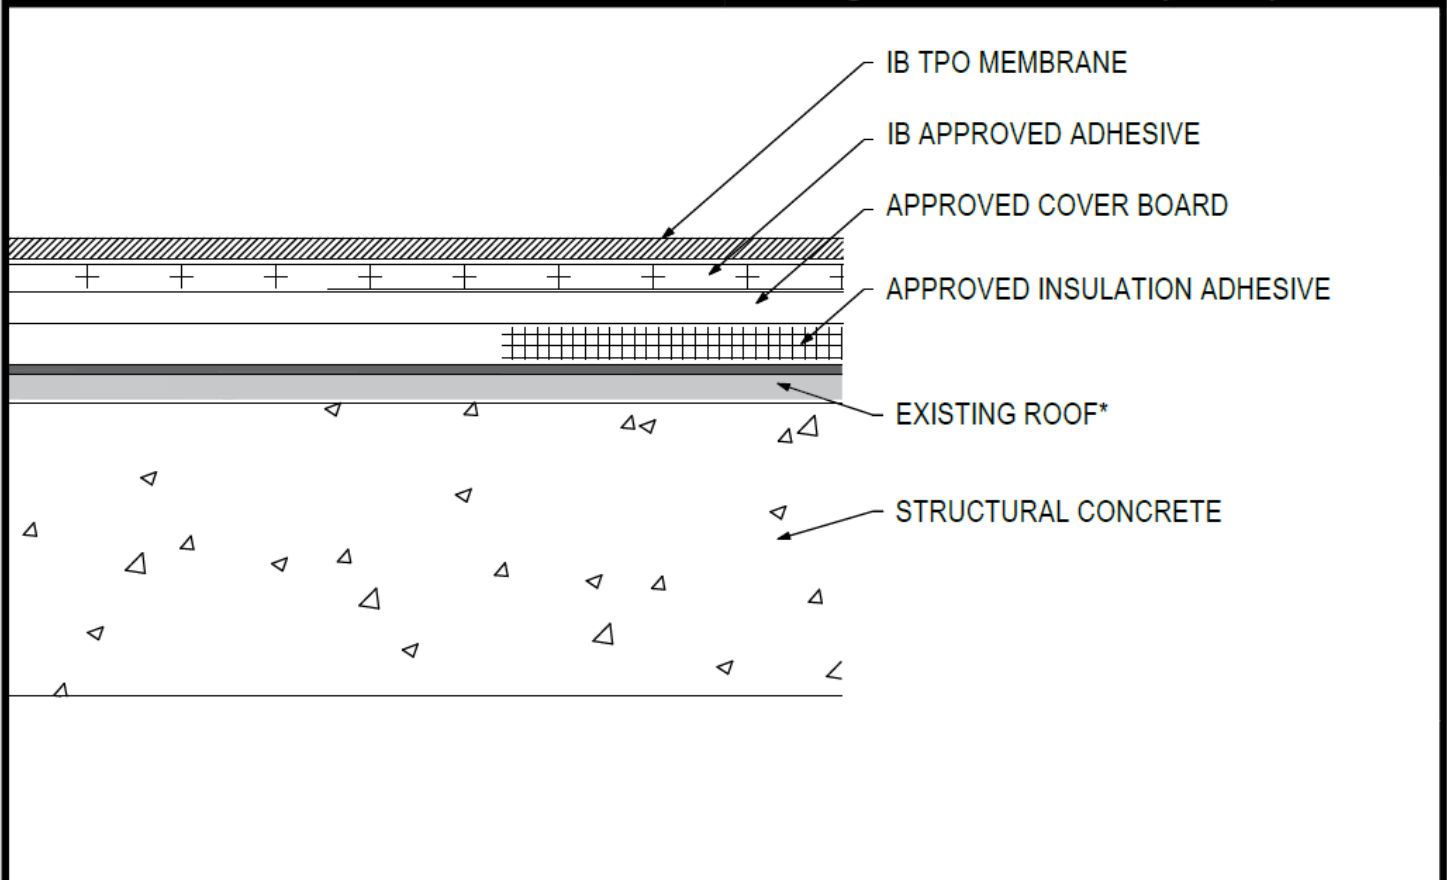 IB TPO MEMBRANE
IB APPROVED ADHESIVE
APPROVED COVER BOARD
APPROVED INSULATION ADHESIVE
EXISTING ROOF*
STRUCTURAL CONCRETE